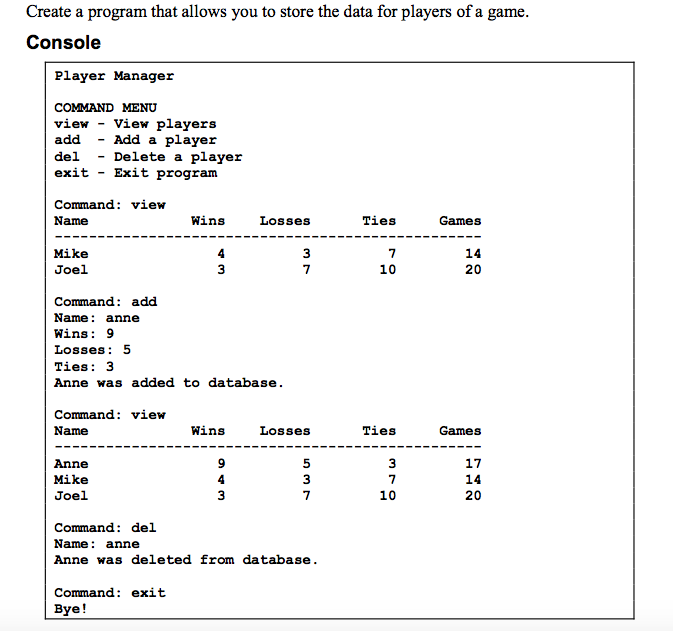 Create a program that allows you to store the data for players of a game.
Console
Player Manager
COMMAND MENU
view - View players
add  - Add a player
del  - Delete a player
exit - Exit program
Command: view
Name            Wins    Losses      Ties     Games
--------------------------------------------------
Mike               4         3         7        14
Joel               3         7        10        20
Command: add
Name: anne
Wins: 9
Losses: 5
Ties: 3
Anne was added to database.
Command: view
Name            Wins    Losses      Ties     Games
--------------------------------------------------
Anne               9         5         3        17
Mike               4         3         7        14
Joel               3         7        10        20
Command: del
Name: anne
Anne was deleted from database.
Command: exit
Bye!